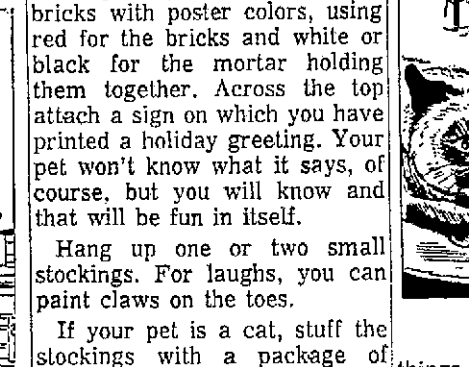 bricks with poster colors, using
red for the bricks and white or
black for the mortar holding
them together. Across the top
attach a sign on which you have
printed a holiday greeting. Your
pet won't know what it says, of
course, but you will know and
that will be fun in itself.
Hang up one or two small
stockings. For laughs, you can
paint claws on the toes.
If your pet is a cat, stuff the
stockings with a package of
things